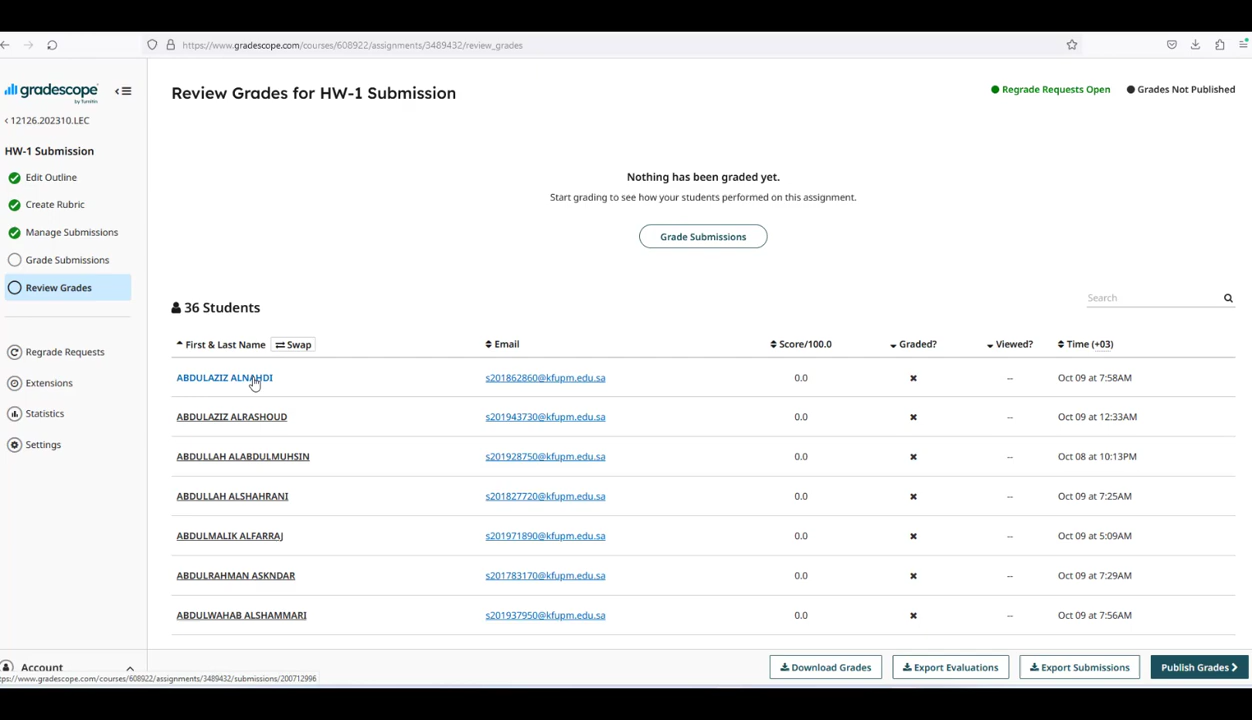 https://www.gradescope.com/courses/608922/assignments/3489432/review_grades
gradescope
by Turnitin
12126.202310.LEC
HW-1 Submission
Edit Outline
Create Rubric
Manage Submissions
Grade Submissions
Review Grades
Regrade Requests
Extensions
Statistics
Settings
Account
Review Grades for HW-1 Submission
Regrade Requests Open Grades Not Published
Nothing has been graded yet.
Start grading to see how your students performed on this assignment.
Grade Submissions
36 Students
Search
First & Last Name Swap Email Score/100.0 Graded? Viewed? Time (+03)
ABDULAZIZ ALNAHDI s201862860@kfupm.edu.sa 0.0 -- Oct 09 at 7:58AM
ABDULAZIZ ALRASHOUD s201943730@kfupm.edu.sa 0.0 -- Oct 09 at 12:33AM
ABDULLAH ALABDULMUHSIN s201928750@kfupm.edu.sa 0.0 -- Oct 08 at 10:13PM
ABDULLAH ALSHAHRANI s201827720@kfupm.edu.sa 0.0 -- Oct 09 at 7:25AM
ABDULMALIK ALFARRAJ s201971890@kfupm.edu.sa 0.0 -- Oct 09 at 5:09AM
ABDULRAHMAN ASKNDAR s201783170@kfupm.edu.sa 0.0 -- Oct 09 at 7:29AM
ABDULWAHAB ALSHAMMARI s201937950@kfupm.edu.sa 0.0 -- Oct 09 at 7:56AM
Download Grades Export Evaluations Export Submissions Publish Grades
ps://www.gradescope.com/courses/608922/assignments/3489432/submissions/200712996